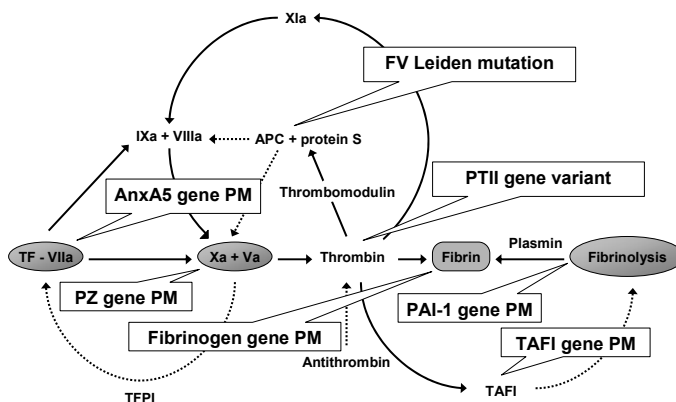 XIa
FV Leiden mutation
IXa + VIIIa
APC + protein S
Thrombomodulin
PTII gene variant
AnxA5 gene PM
TF - VIIa
Xa + Va
Thrombin
Fibrin
Plasmin
Fibrinolysis
PZ gene PM
PAI-1 gene PM
Fibrinogen gene PM
TAFI gene PM
Antithrombin
TFPI
TAFI